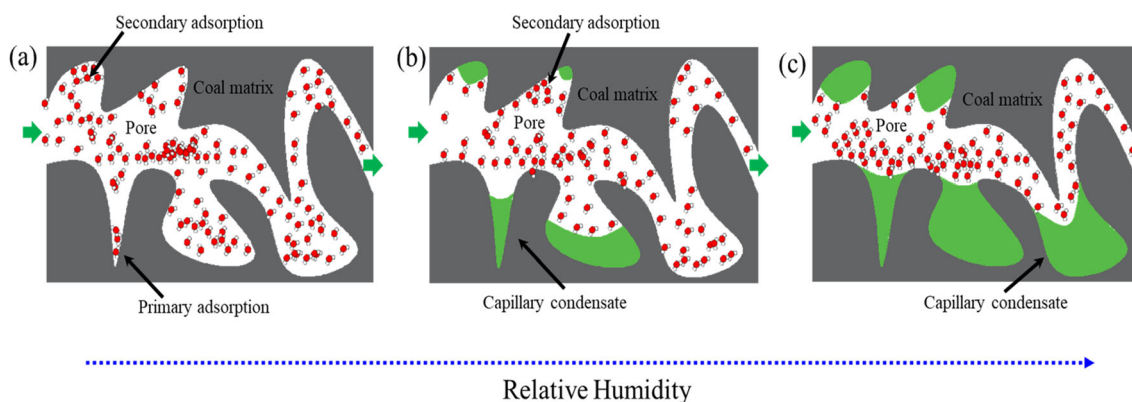 Secondary adsorption
(a)
Coal matrix
Pore
Primary adsorption
Secondary adsorption
(b)
Coal matrix
Pore
Capillary condensate
(c)
Coal matrix
Pore
Capillary condensate
Relative Humidity